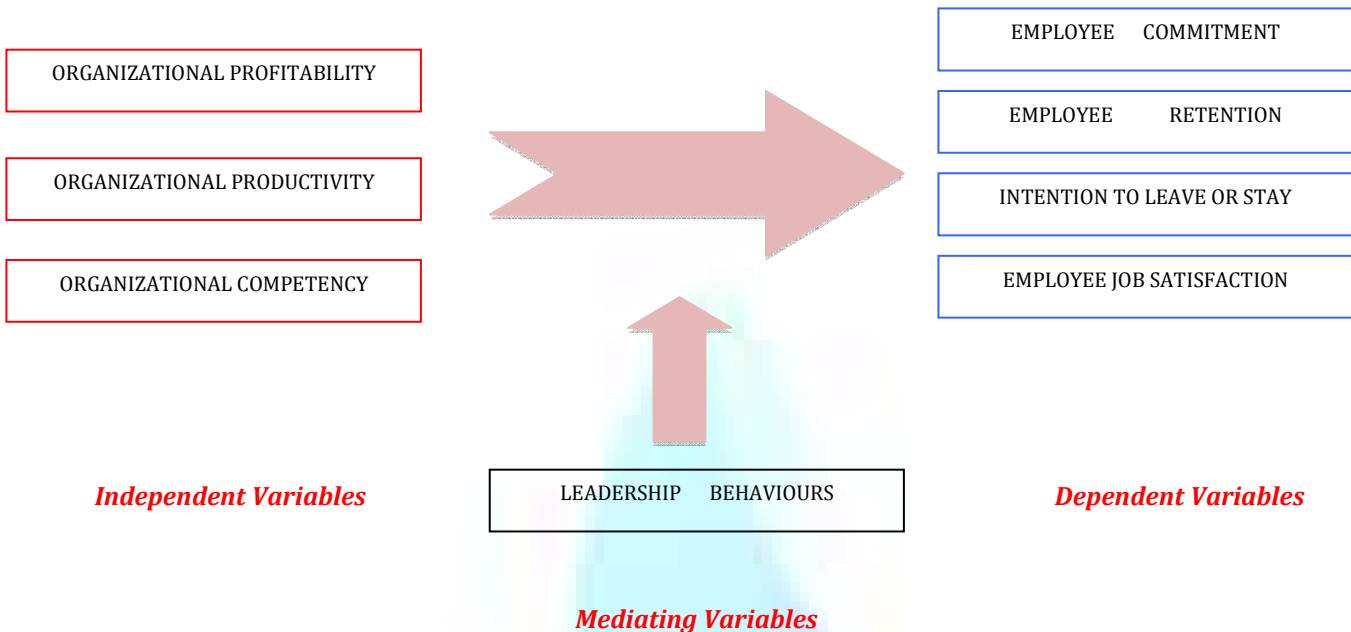 ORGANIZATIONAL PROFITABILITY
ORGANIZATIONAL PRODUCTIVITY
ORGANIZATIONAL COMPETENCY
Independent Variables
LEADERSHIP BEHAVIOURS
Mediating Variables
EMPLOYEE COMMITMENT
EMPLOYEE RETENTION
INTENTION TO LEAVE OR STAY
EMPLOYEE JOB SATISFACTION
Dependent Variables